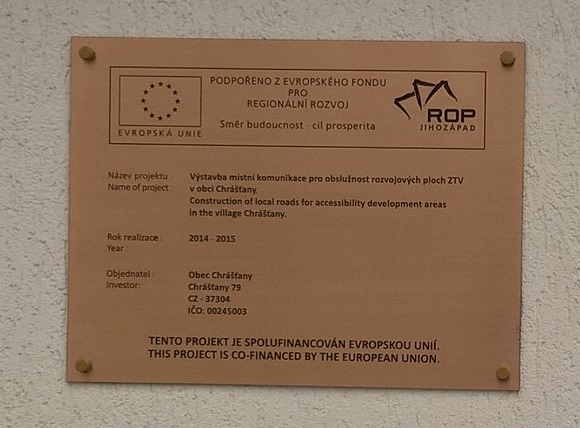 PODPOŘENO Z EVROPSKÉHO FONDU
PRO
REGIONÁLNÍ ROZVOJ
Směr budoucnost - cíl prosperita
EVROPSKÁ UNIE
ROP
JIHOZÁPAD
Název projektu : Výstavba místní komunikace pro obslužnost rozvojových ploch ZTV
Name of project : v obci Chrášťany.
Construction of local roads for accessibility development areas
in the village Chrášťany.
Rok realizace : 2014 - 2015
Year :
Objednatel : Obec Chrášťany
Investor: Chrášťany 79
CZ - 37304
IČO: 00245003
TENTO PROJEKT JE SPOLUFINANCOVÁN EVROPSKOU UNIÍ.
THIS PROJECT IS CO-FINANCED BY THE EUROPEAN UNION.